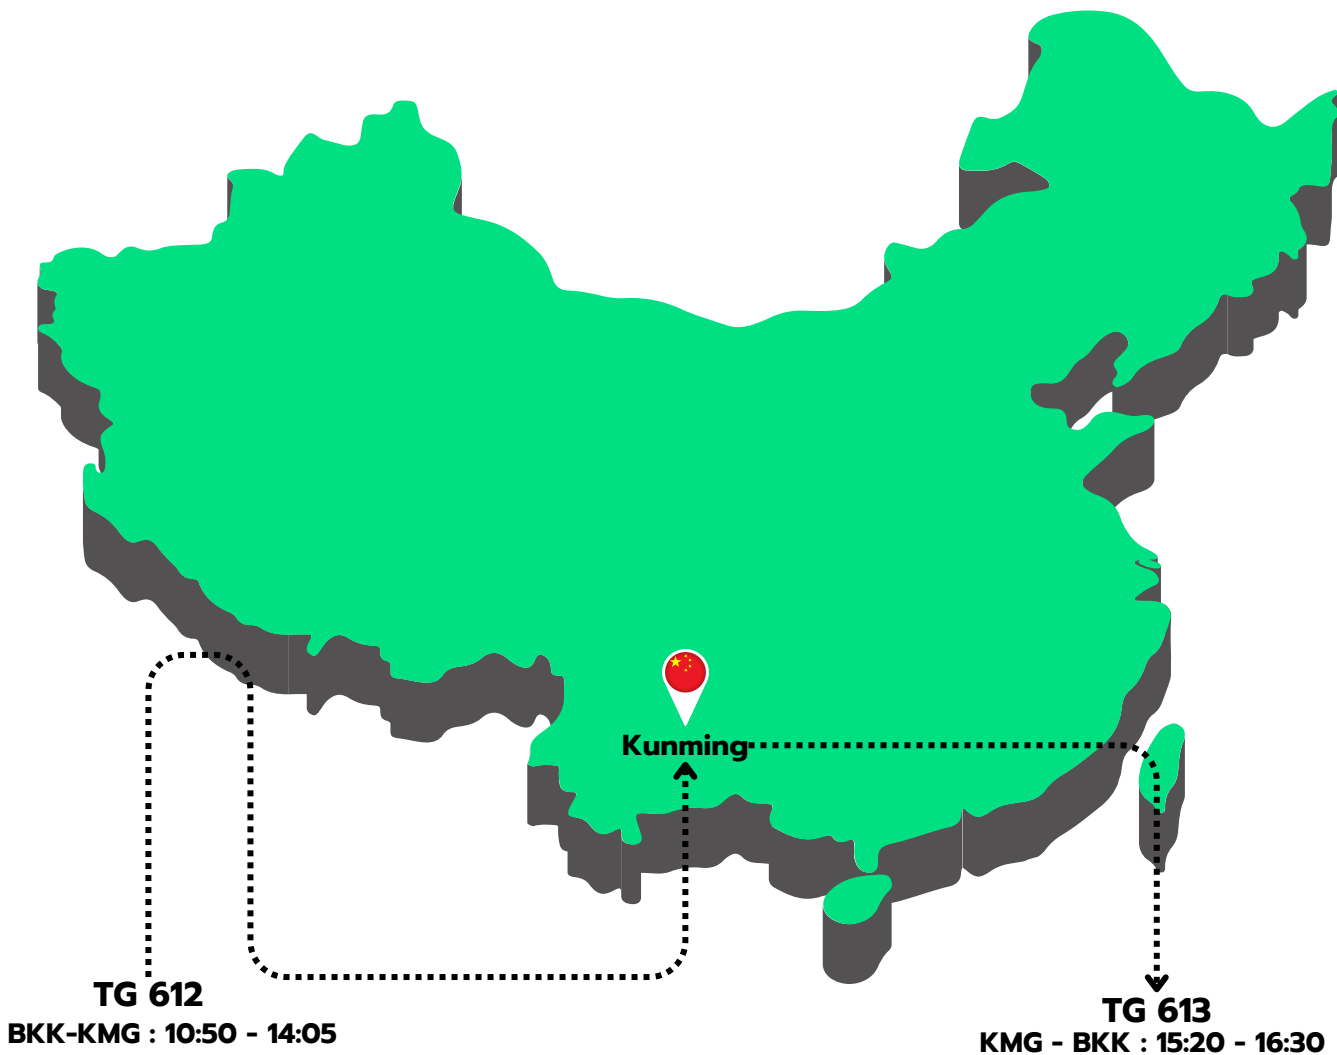 Kunming
TG 612
BKK-KMG : 10:50 - 14:05
TG 613
KMG - BKK : 15:20 - 16:30